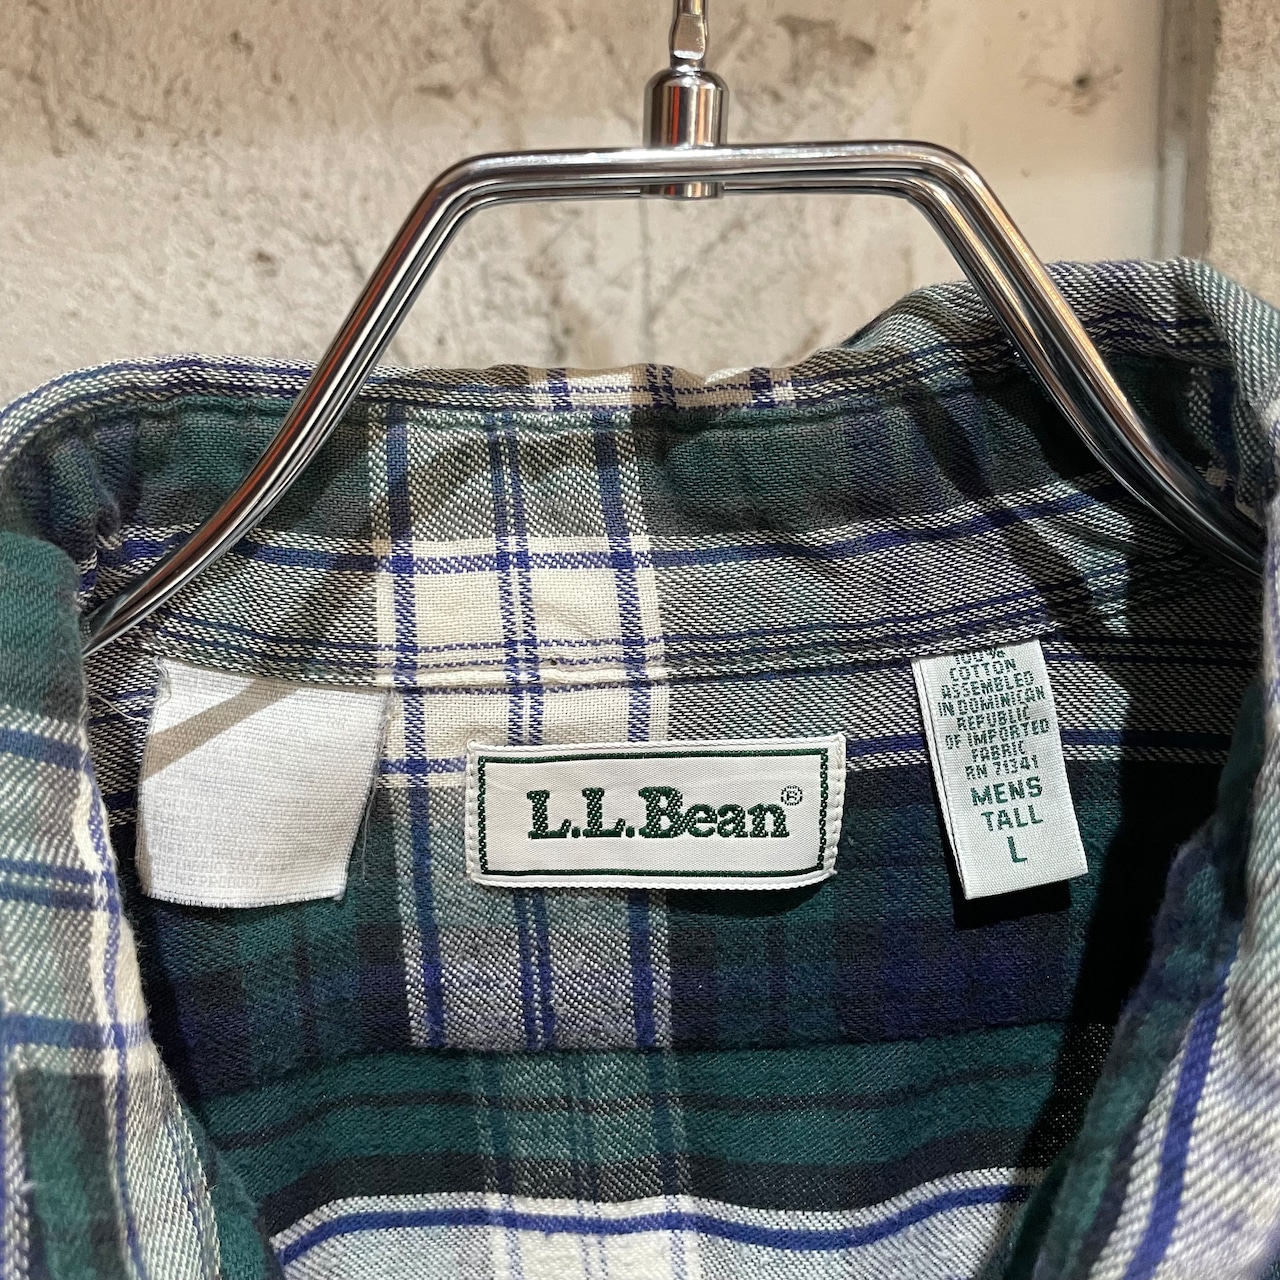 L.L.Bean®
100%
COTTON
ASSEMBLED
IN DOMINICAN
REPUBLIC
OF IMPORTED
FABRIC
RN 71341
MENS
TALL
L